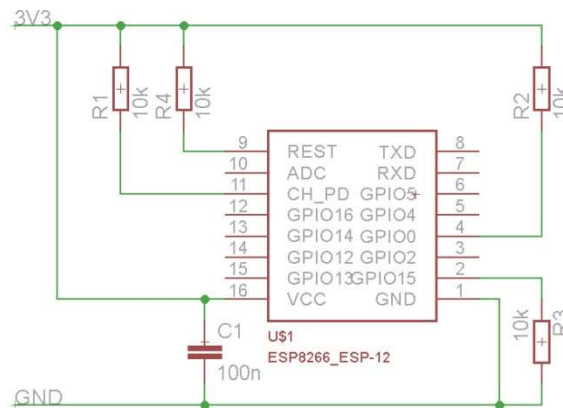 3V3
R1
10k
R4
10k
R2
10k
9 REST TXD 8
10 ADC RXD 7
11 CH_PD GPIO5 6
12 GPIO16 GPIO4 5
13 GPIO14 GPIO0 4
14 GPIO12 GPIO2 3
15 GPIO13 GPIO15 2
16 VCC GND 1
U$1
ESP8266_ESP-12
C1
100n
10k
R3
GND